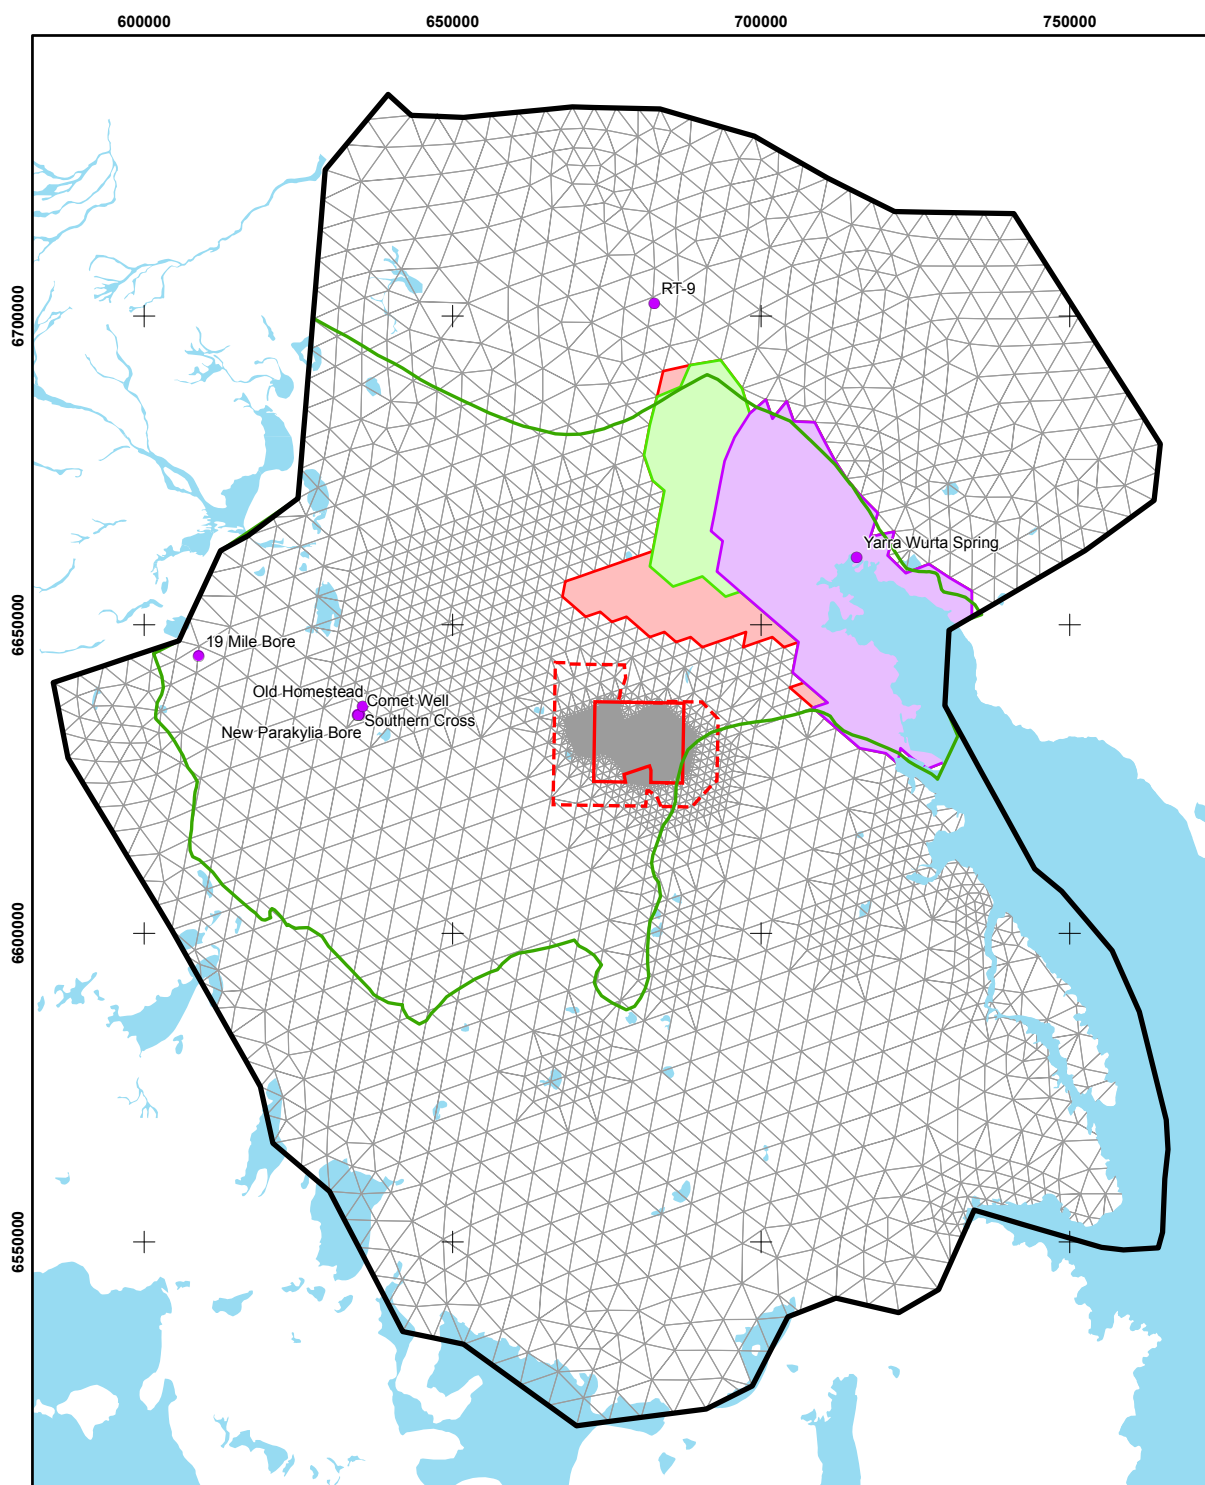 600000 650000 700000 750000
6700000
RT-9
Yarra Wurta Spring
6650000
19 Mile Bore
Old Homestead
Comet Well
Southern Cross
New Parakylia Bore
6600000
6550000